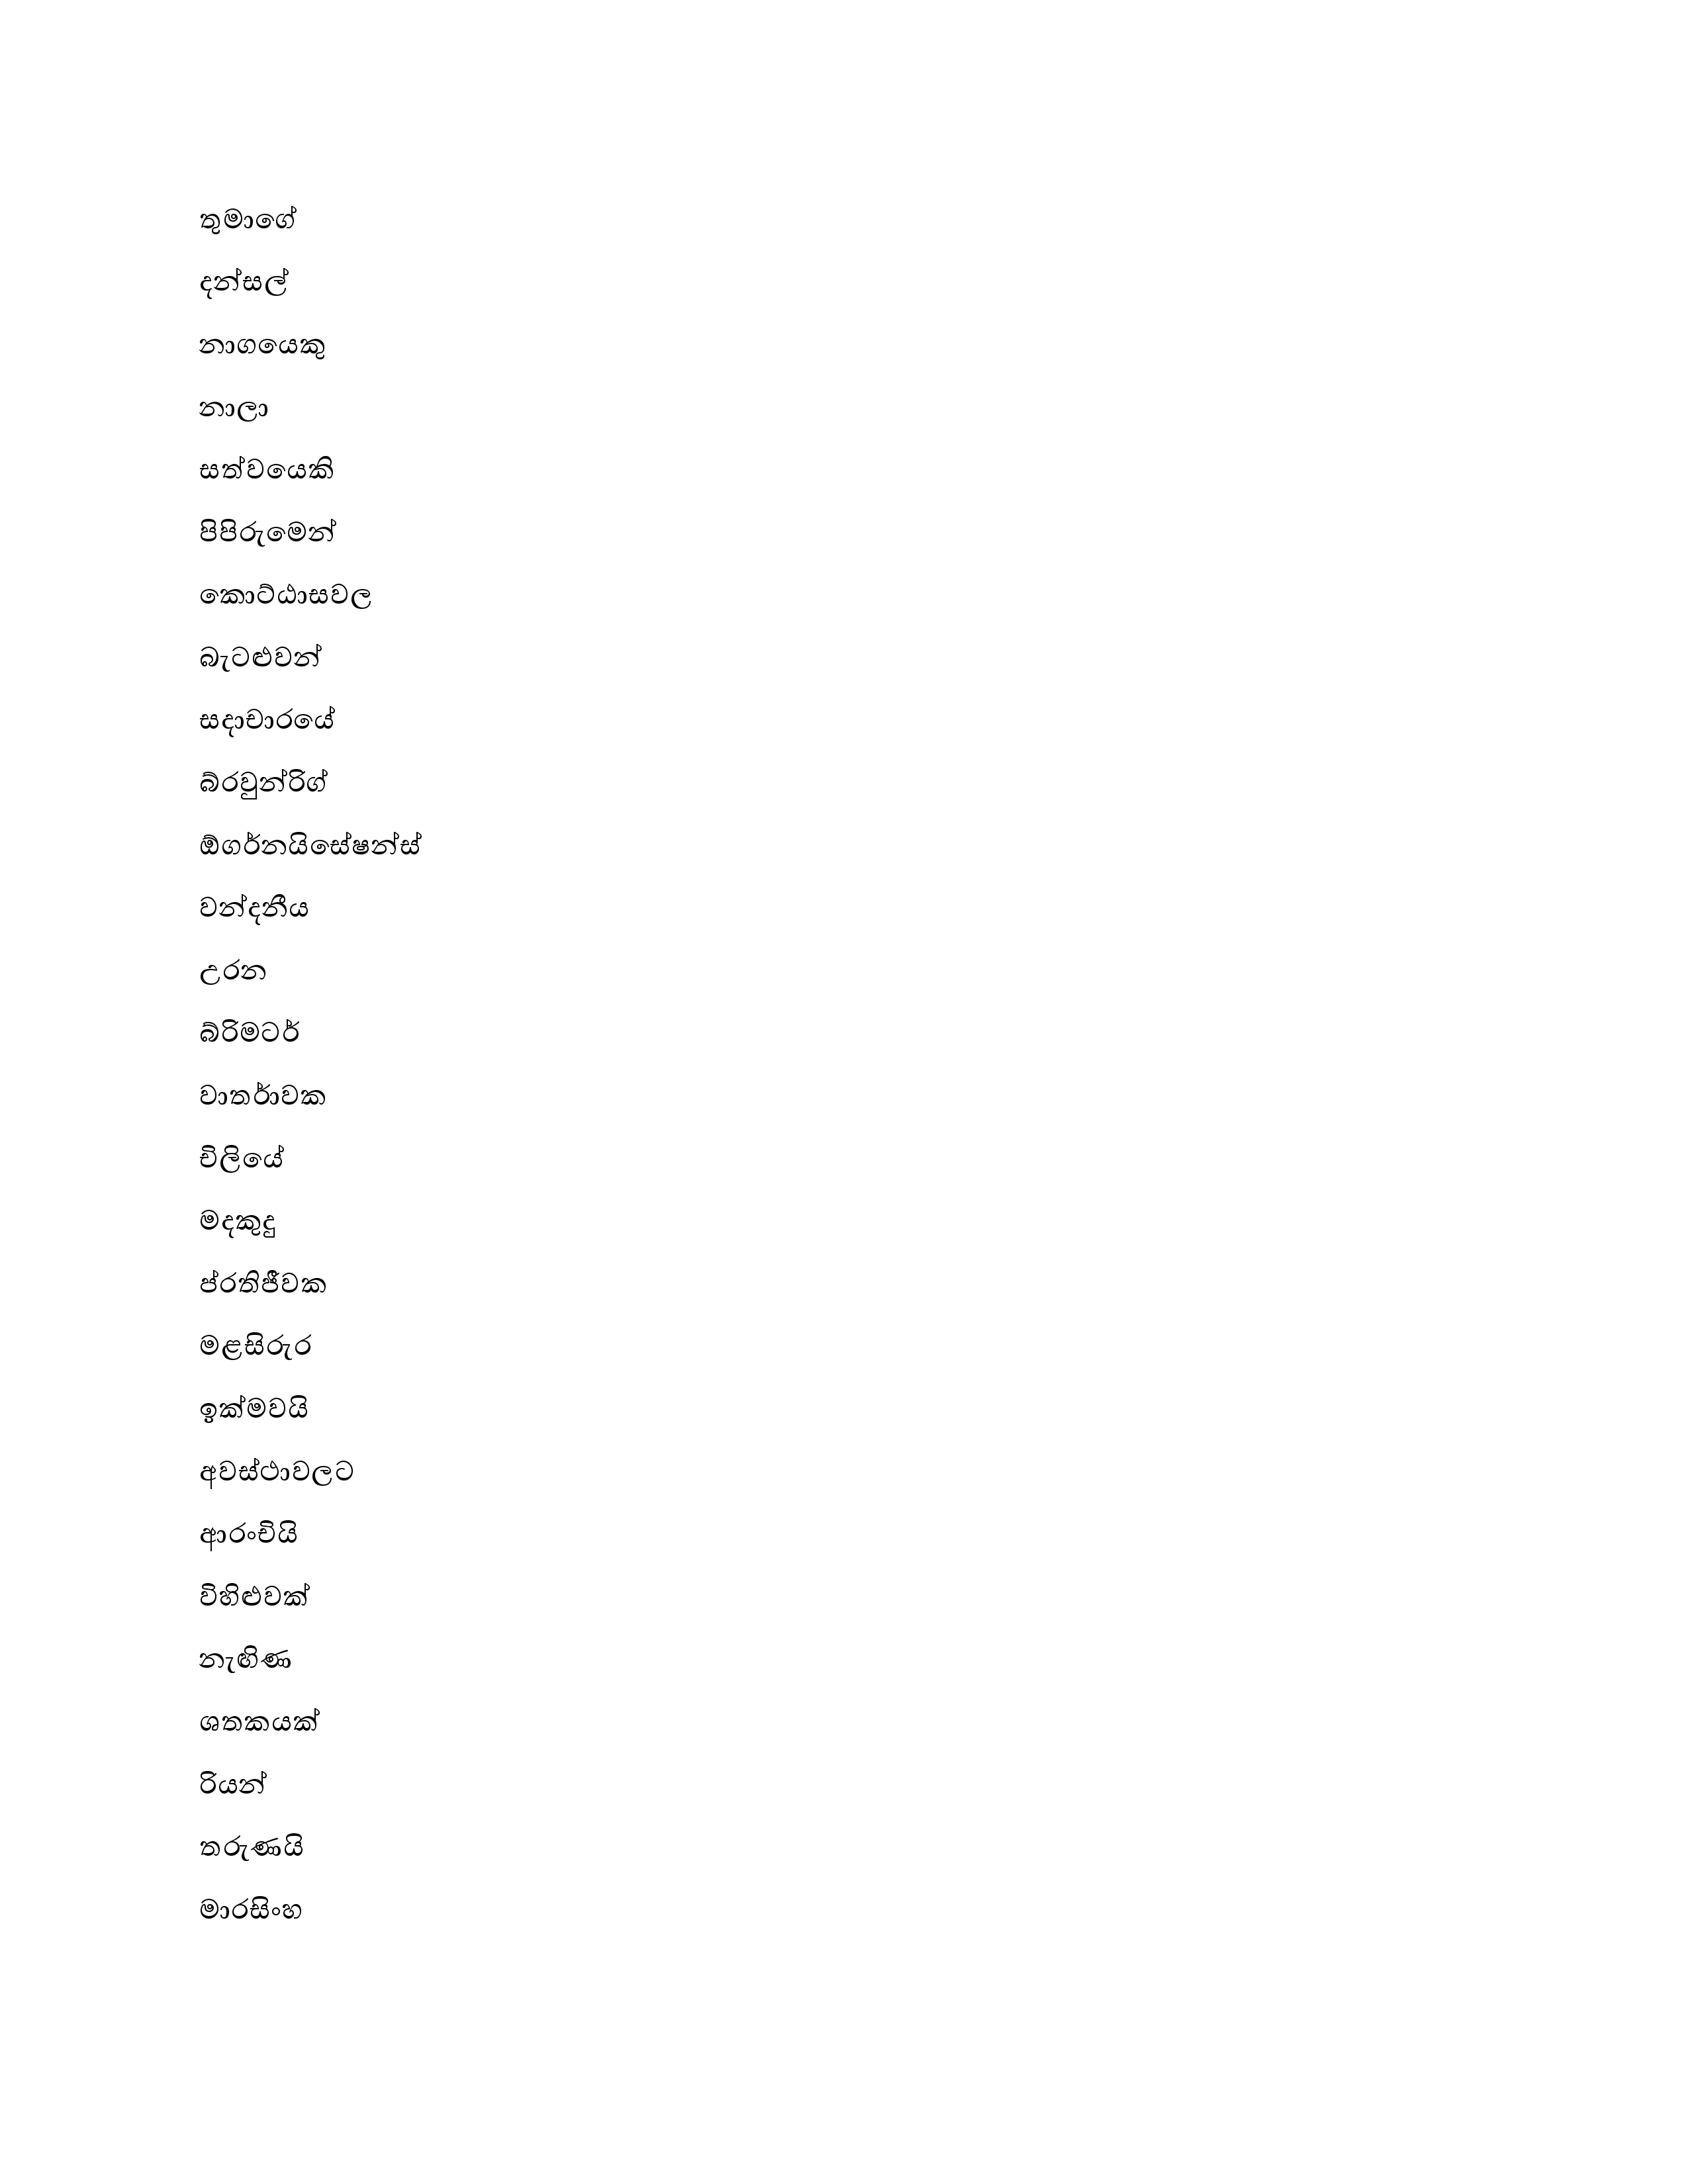 තුමාගේ
දන්සල්
නාගයෙකු
නාලා
සත්වයෙකි
පිපිරුමෙන්
කොට්ඨාසවල
බැටළුවන්
සදාචාරයේ
බ්රවුන්රිග්
ඕගර්නයිසේෂන්ස්
වන්දනීය
උරන
බ්රිමටර්
වාතර්ාවක
චිලියේ
මදකුදු
ප්රතිජීවක
මළසිරුර
ඉක්මවයි
අවස්ථාවලට
ආරංචියි
විහිළුවක්
නැඟිණ
ශතකයක්
රියන්
තරුණයි
මාරසිංහ